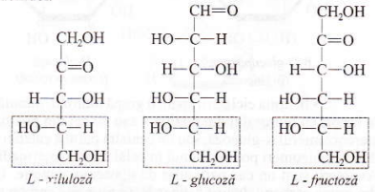 CH₂OH
C=O
H—C—OH
HO—C—H
CH₂OH
L - xiluloză
CH=O
HO—C—H
H—C—OH
HO—C—H
HO—C—H
CH₂OH
L - glucoză
CH₂OH
C=O
H—C—OH
HO—C—H
HO—C—H
CH₂OH
L - fructoză